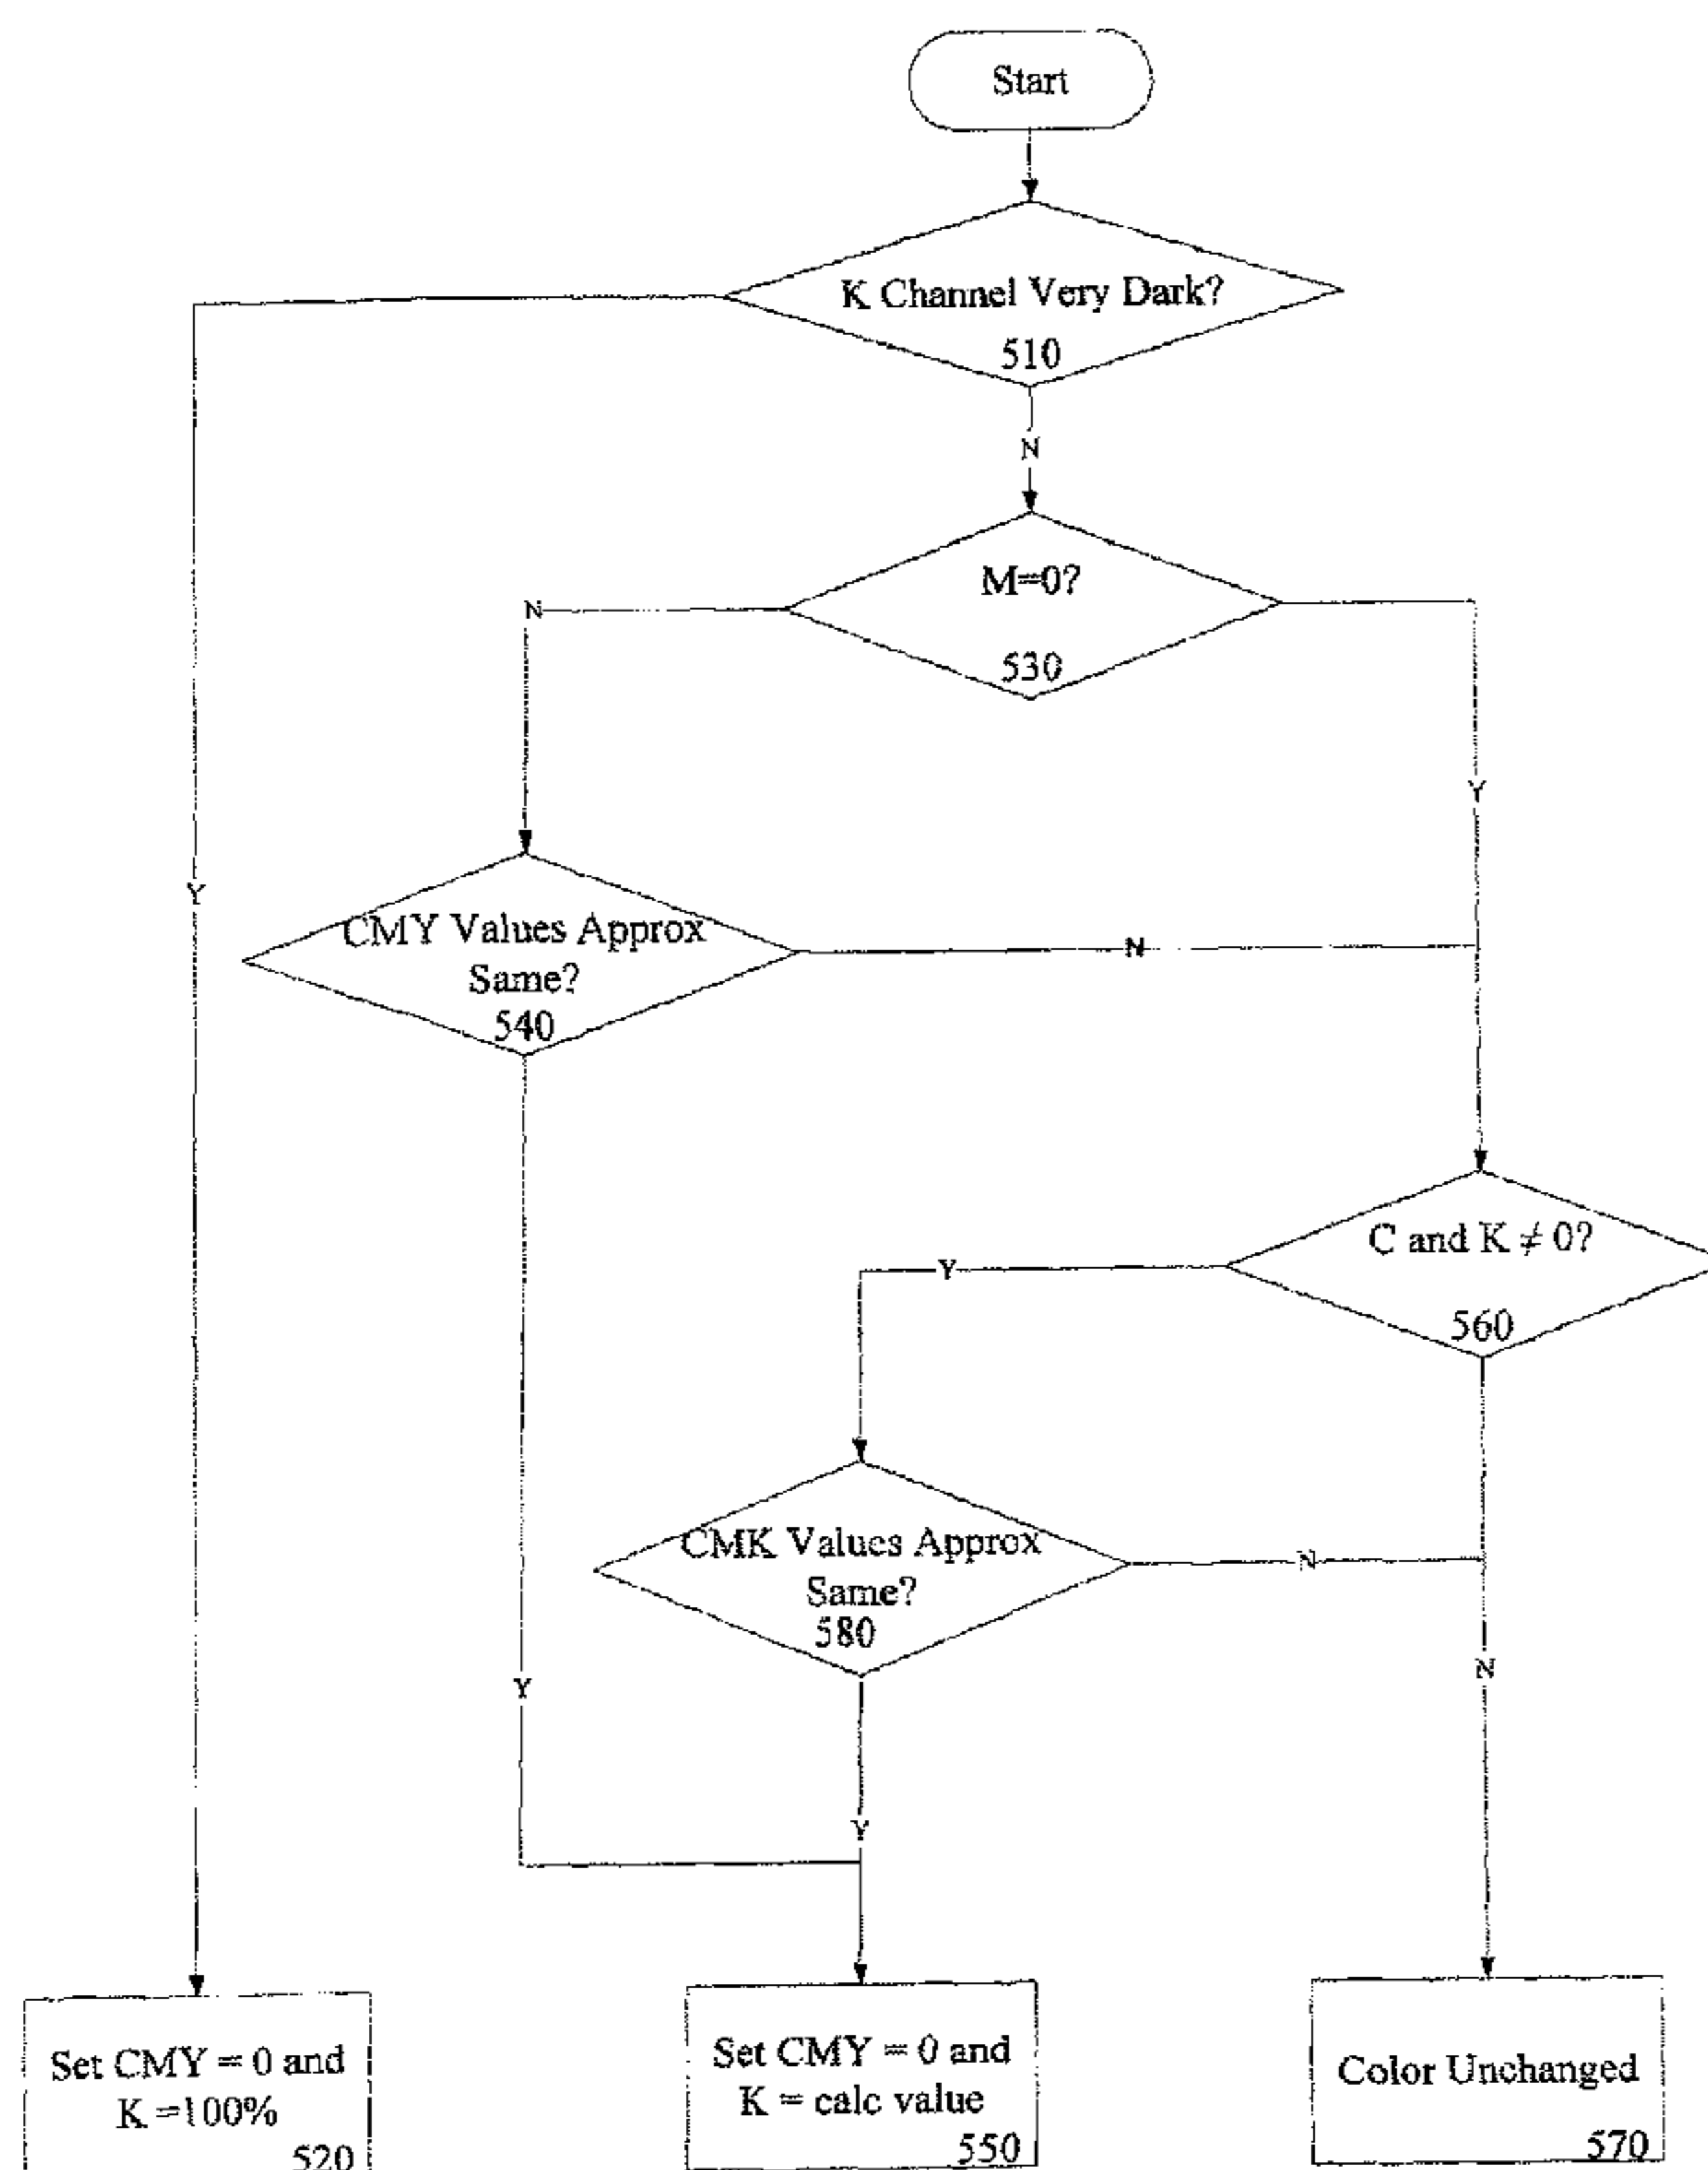 Start
K Channel Very Dark?
510
N
M=0?
530
N
Y
Y
CMY Values Approx
Same?
540
N
C and K ≠ 0?
560
Y
CMK Values Approx
Same?
580
N
N
Y
Y
Set CMY = 0 and
K =100%
520
Set CMY = 0 and
K = calc value
550
Color Unchanged
570